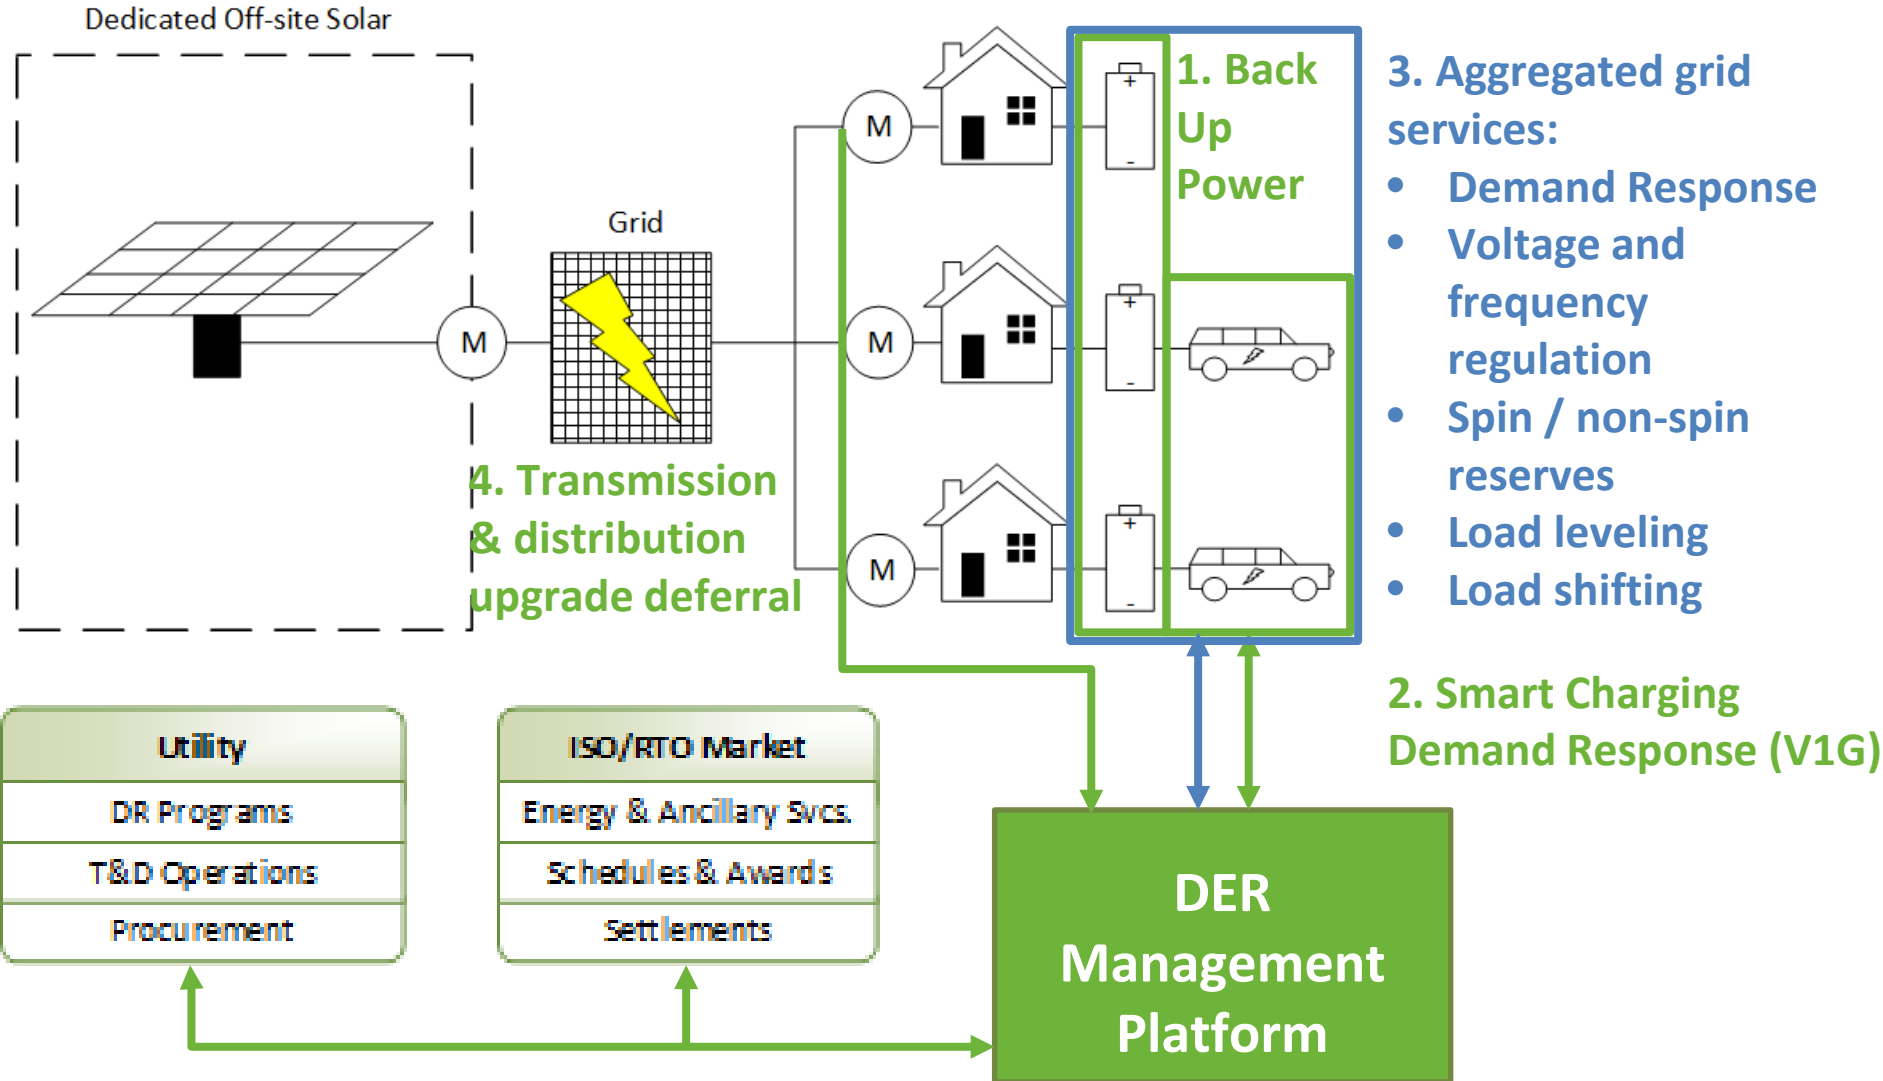 Dedicated Off-site Solar
M
Grid
4. Transmission
& distribution
upgrade deferral
M
M
M
+
-
+
-
+
-
1. Back
Up
Power
3. Aggregated grid
services:
• Demand Response
• Voltage and
frequency
regulation
• Spin / non-spin
reserves
• Load leveling
• Load shifting
2. Smart Charging
Demand Response (V1G)
Utility
DR Programs
T&D Operations
Procurement
ISO/RTO Market
Energy & Ancillary Svcs.
Schedules & Awards
Settlements
DER
Management
Platform